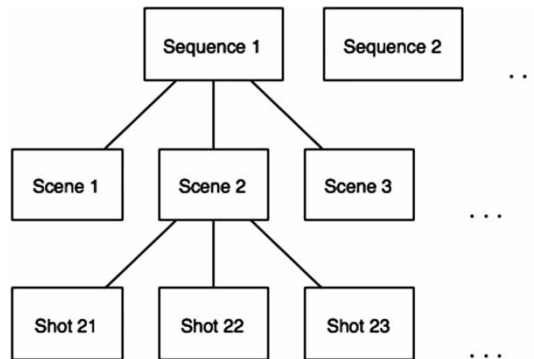 Sequence 1
Sequence 2
. .
Scene 1
Scene 2
Scene 3
. . .
Shot 21
Shot 22
Shot 23
. . .